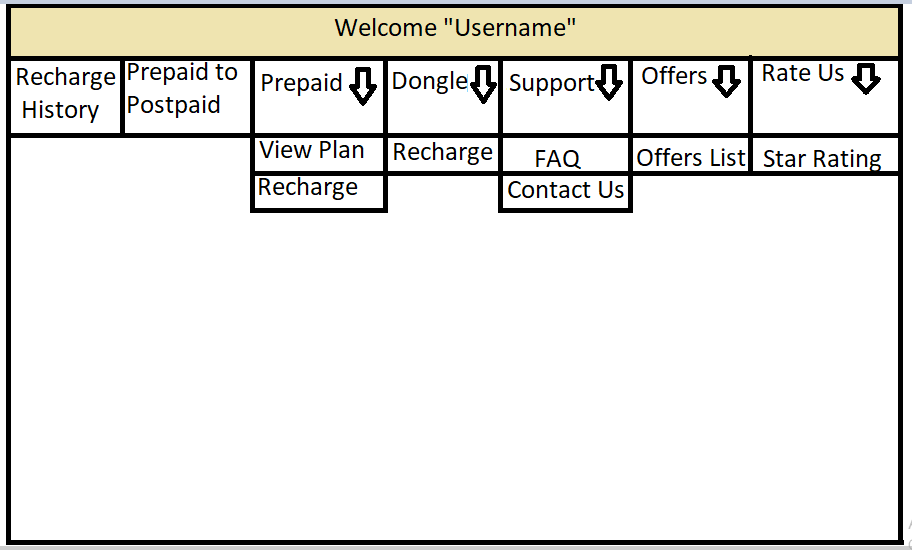 Welcome "Username"
Recharge
History
Prepaid to
Postpaid
Prepaid
Dongle
Support
Offers
Rate Us
View Plan
Recharge
FAQ
Offers List
Star Rating
Recharge
Contact Us